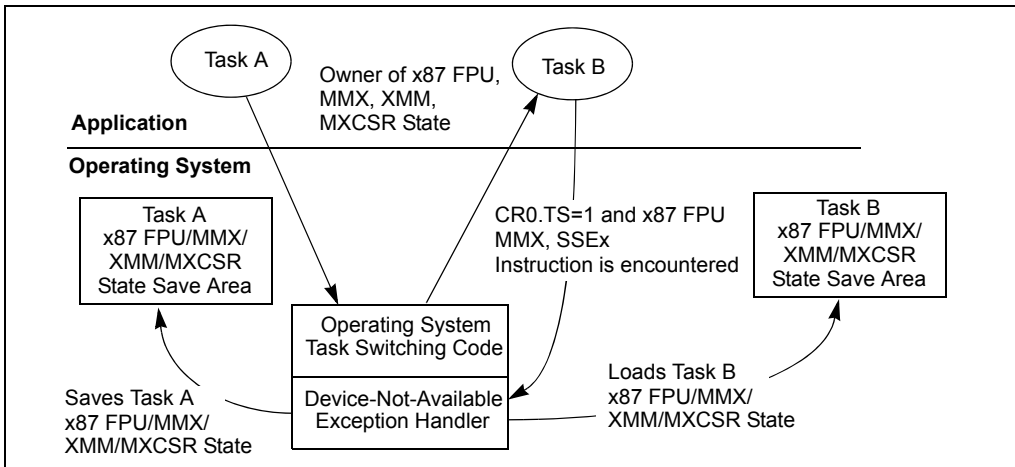 Task A
Owner of x87 FPU,
MMX, XMM,
MXCSR State
Task B
Application
Operating System
Task A
x87 FPU/MMX/
XMM/MXCSR
State Save Area
CR0.TS=1 and x87 FPU
MMX, SSEx
Instruction is encountered
Task B
x87 FPU/MMX/
XMM/MXCSR
State Save Area
Operating System
Task Switching Code
Device-Not-Available
Exception Handler
Saves Task A
x87 FPU/MMX/
XMM/MXCSR State
Loads Task B
x87 FPU/MMX/
XMM/MXCSR State